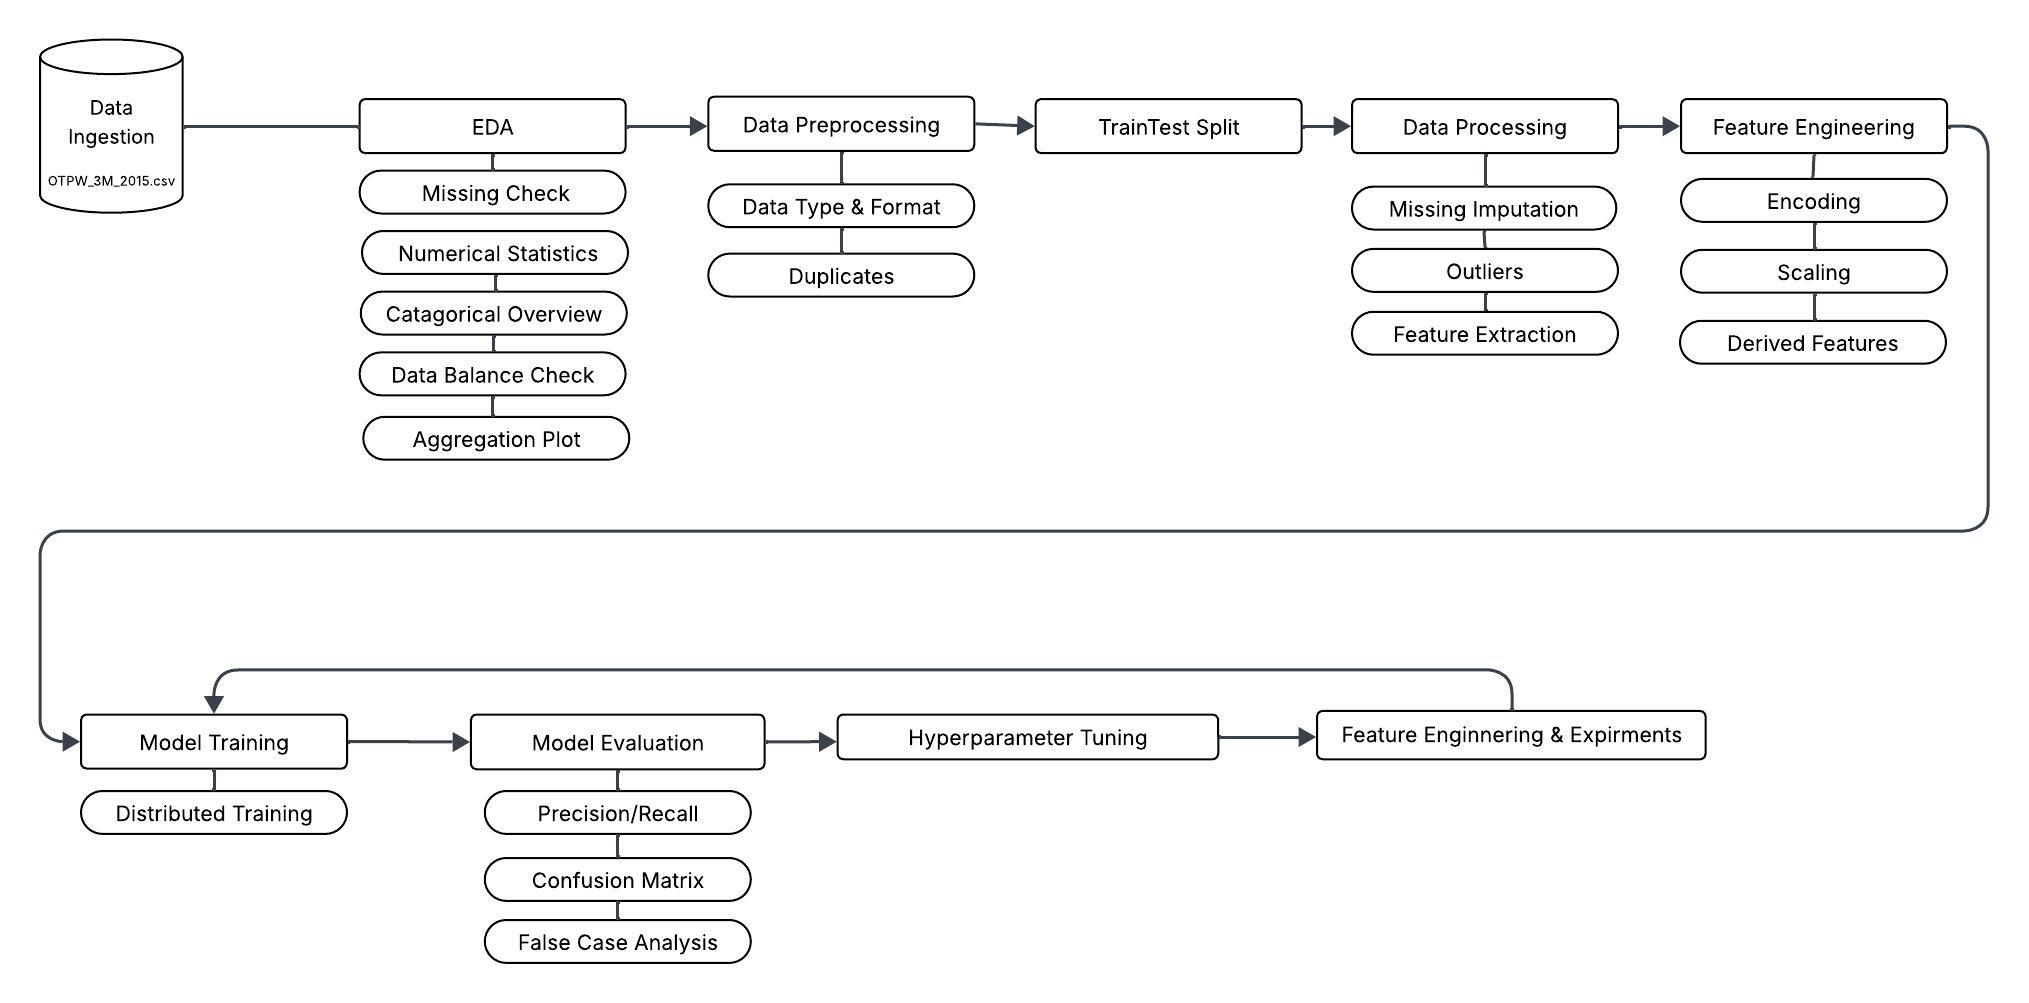 Data
Ingestion
OTPW_3M_2015.csv
EDA
Missing Check
Numerical Statistics
Catagorical Overview
Data Balance Check
Aggregation Plot
Data Preprocessing
Data Type & Format
Duplicates
TrainTest Split
Data Processing
Missing Imputation
Outliers
Feature Extraction
Feature Engineering
Encoding
Scaling
Derived Features
Model Training
Distributed Training
Model Evaluation
Precision/Recall
Confusion Matrix
False Case Analysis
Hyperparameter Tuning
Feature Enginnering & Expirments